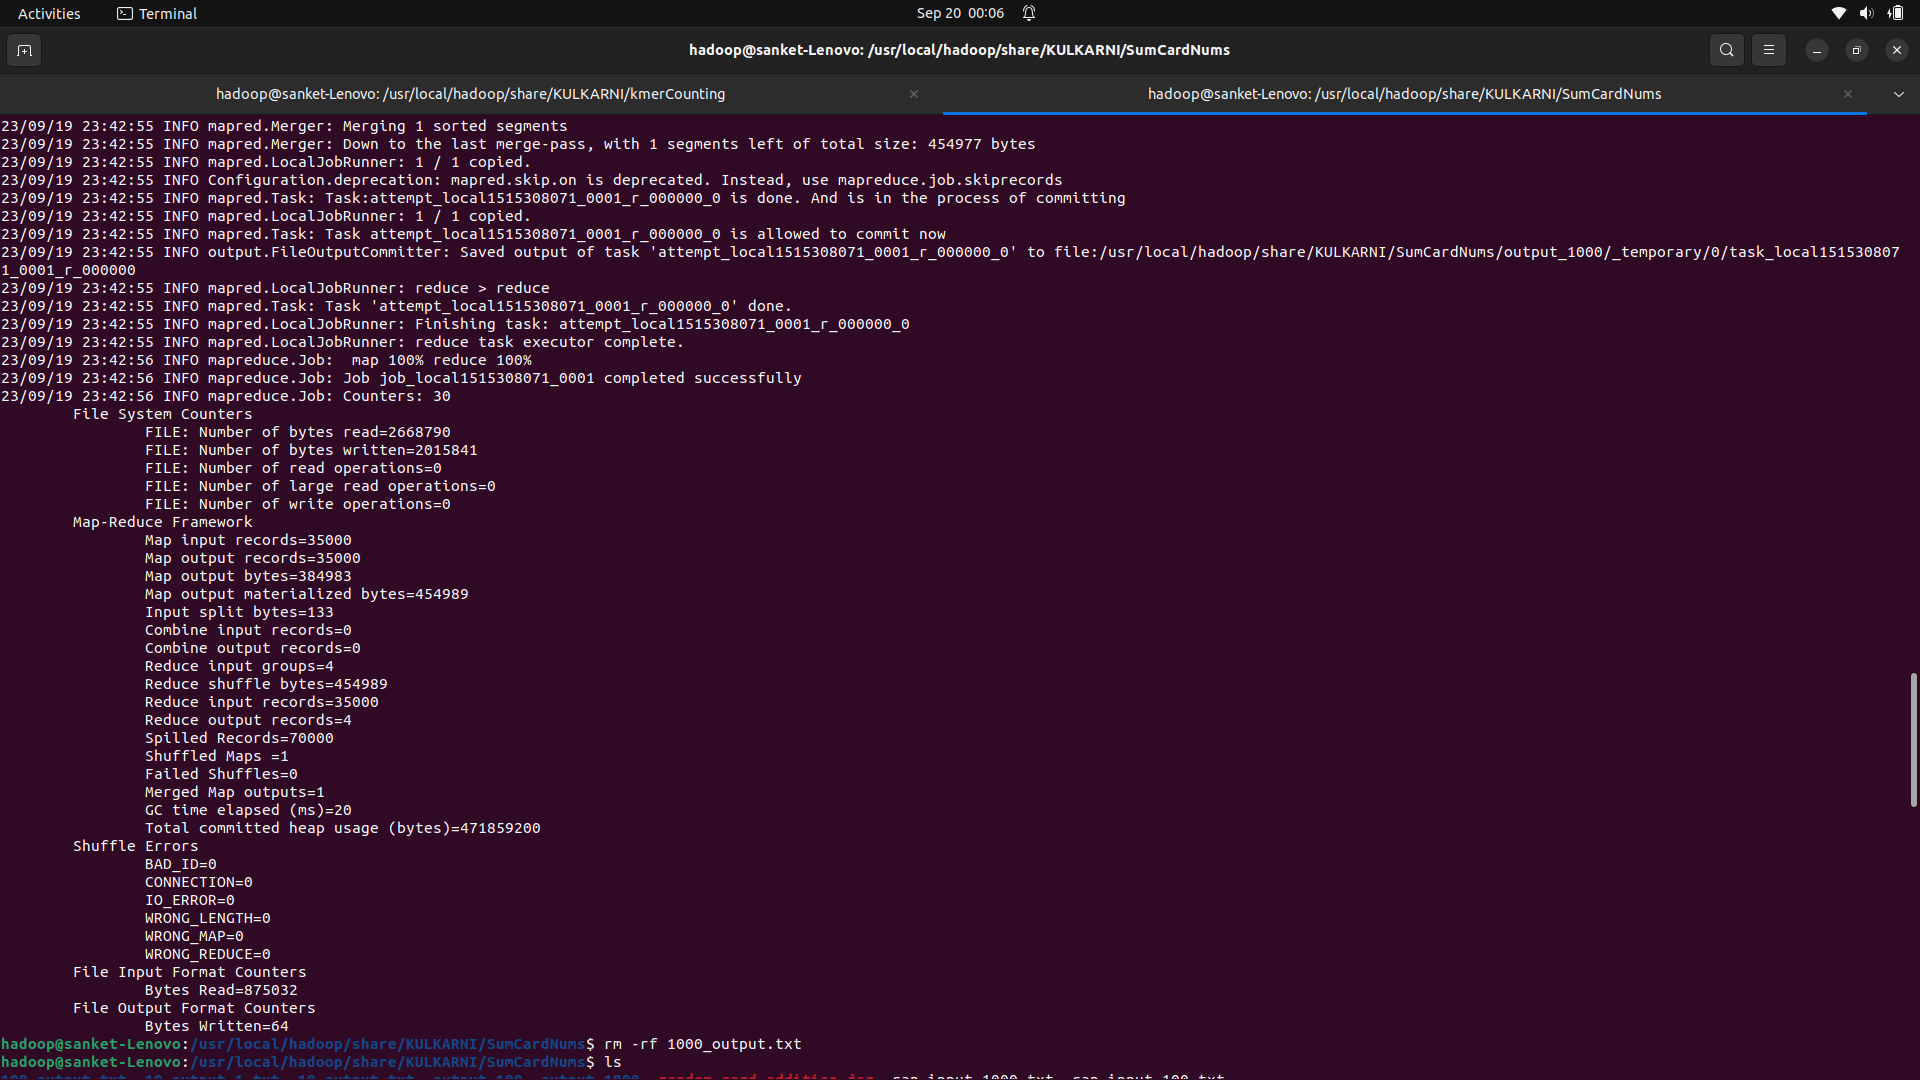 Activities Terminal Sep 20 00:06
hadoop@sanket-Lenovo: /usr/local/hadoop/share/KULKARNI/SumCardNums
hadoop@sanket-Lenovo: /usr/local/hadoop/share/KULKARNI/kmerCounting hadoop@sanket-Lenovo: /usr/local/hadoop/share/KULKARNI/SumCardNums
23/09/19 23:42:55 INFO mapred.Merger: Merging 1 sorted segments
23/09/19 23:42:55 INFO mapred.Merger: Down to the last merge-pass, with 1 segments left of total size: 454977 bytes
23/09/19 23:42:55 INFO mapred.LocalJobRunner: 1 / 1 copied.
23/09/19 23:42:55 INFO Configuration.deprecation: mapred.skip.on is deprecated. Instead, use mapreduce.job.skiprecords
23/09/19 23:42:55 INFO mapred.Task: Task:attempt_local1515308071_0001_r_000000_0 is done. And is in the process of committing
23/09/19 23:42:55 INFO mapred.LocalJobRunner: 1 / 1 copied.
23/09/19 23:42:55 INFO mapred.Task: Task attempt_local1515308071_0001_r_000000_0 is allowed to commit now
23/09/19 23:42:55 INFO output.FileOutputCommitter: Saved output of task 'attempt_local1515308071_0001_r_000000_0' to file:/usr/local/hadoop/share/KULKARNI/SumCardNums/output_1000/_temporary/0/task_local151530807
1_0001_r_000000
23/09/19 23:42:55 INFO mapred.LocalJobRunner: reduce > reduce
23/09/19 23:42:55 INFO mapred.Task: Task 'attempt_local1515308071_0001_r_000000_0' done.
23/09/19 23:42:55 INFO mapred.LocalJobRunner: Finishing task: attempt_local1515308071_0001_r_000000_0
23/09/19 23:42:55 INFO mapred.LocalJobRunner: reduce task executor complete.
23/09/19 23:42:56 INFO mapreduce.Job:  map 100% reduce 100%
23/09/19 23:42:56 INFO mapreduce.Job: Job job_local1515308071_0001 completed successfully
23/09/19 23:42:56 INFO mapreduce.Job: Counters: 30
File System Counters
FILE: Number of bytes read=2668790
FILE: Number of bytes written=2015841
FILE: Number of read operations=0
FILE: Number of large read operations=0
FILE: Number of write operations=0
Map-Reduce Framework
Map input records=35000
Map output records=35000
Map output bytes=384983
Map output materialized bytes=454989
Input split bytes=133
Combine input records=0
Combine output records=0
Reduce input groups=4
Reduce shuffle bytes=454989
Reduce input records=35000
Reduce output records=4
Spilled Records=70000
Shuffled Maps =1
Failed Shuffles=0
Merged Map outputs=1
GC time elapsed (ms)=20
Total committed heap usage (bytes)=471859200
Shuffle Errors
BAD_ID=0
CONNECTION=0
IO_ERROR=0
WRONG_LENGTH=0
WRONG_MAP=0
WRONG_REDUCE=0
File Input Format Counters
Bytes Read=875032
File Output Format Counters
Bytes Written=64
hadoop@sanket-Lenovo:/usr/local/hadoop/share/KULKARNI/SumCardNums$ rm -rf 1000_output.txt
hadoop@sanket-Lenovo:/usr/local/hadoop/share/KULKARNI/SumCardNums$ ls